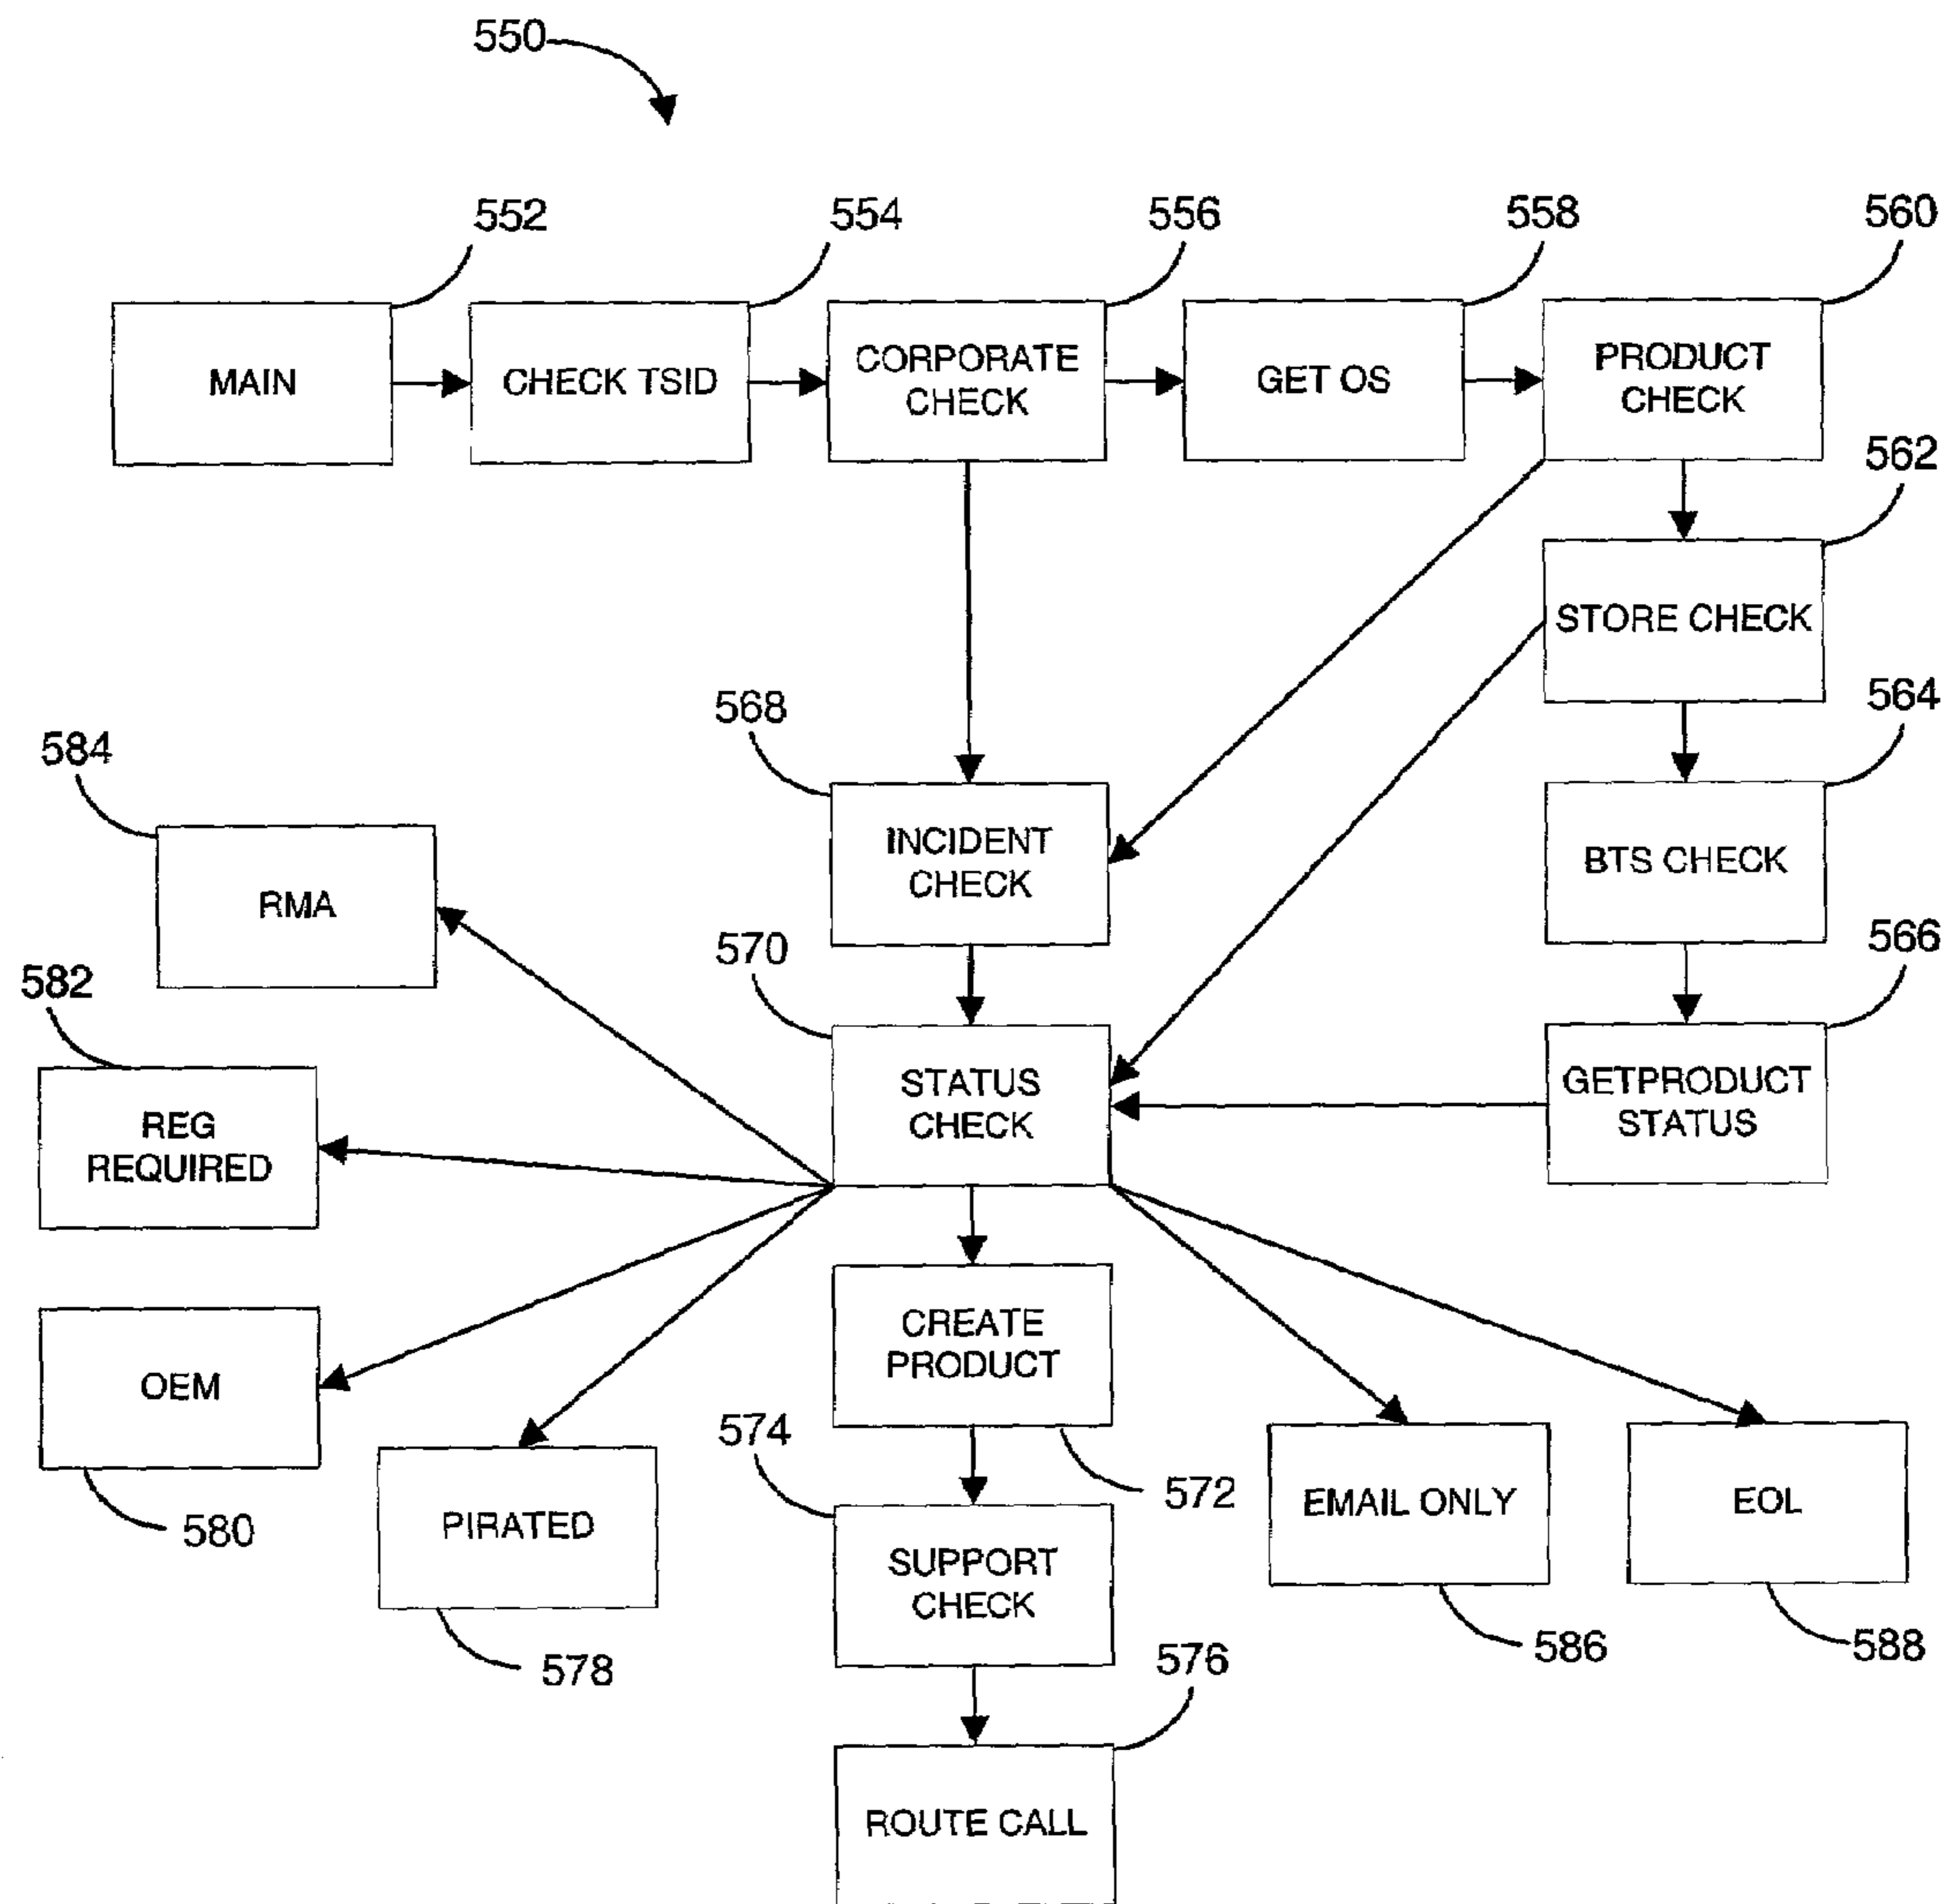 550
552
554
556
558
560
MAIN
CHECK TSID
CORPORATE
CHECK
GET OS
PRODUCT
CHECK
562
STORE CHECK
568
564
584
INCIDENT
CHECK
BTS CHECK
RMA
570
566
582
STATUS
CHECK
GETPRODUCT
STATUS
REG
REQUIRED
CREATE
PRODUCT
OEM
574
572
580
PIRATED
EMAIL ONLY
EOL
SUPPORT
CHECK
578
576
586
588
ROUTE CALL